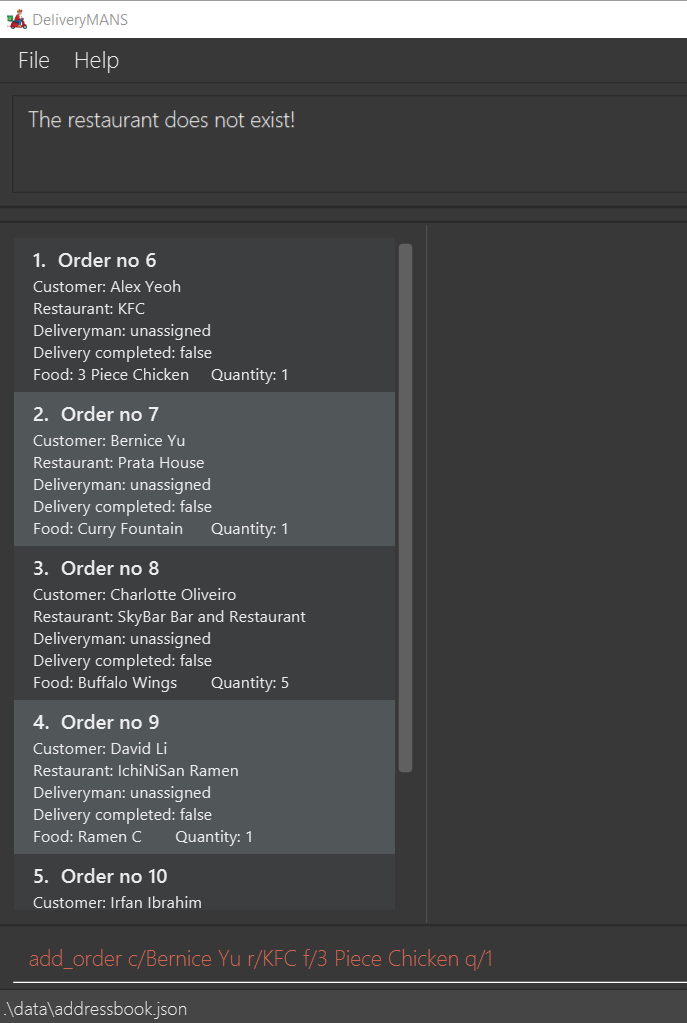 DeliveryMANS
File Help
The restaurant does not exist!
1. Order no 6
Customer: Alex Yeoh
Restaurant: KFC
Deliveryman: unassigned
Delivery completed: false
Food: 3 Piece Chicken Quantity: 1
2. Order no 7
Customer: Bernice Yu
Restaurant: Prata House
Deliveryman: unassigned
Delivery completed: false
Food: Curry Fountain Quantity: 1
3. Order no 8
Customer: Charlotte Oliveiro
Restaurant: SkyBar Bar and Restaurant
Deliveryman: unassigned
Delivery completed: false
Food: Buffalo Wings Quantity: 5
4. Order no 9
Customer: David Li
Restaurant: IchiNiSan Ramen
Deliveryman: unassigned
Delivery completed: false
Food: Ramen C Quantity: 1
5. Order no 10
Customer: Irfan Ibrahim
add_order c/Bernice Yu r/KFC f/3 Piece Chicken q/1
.\data\addressbook.json